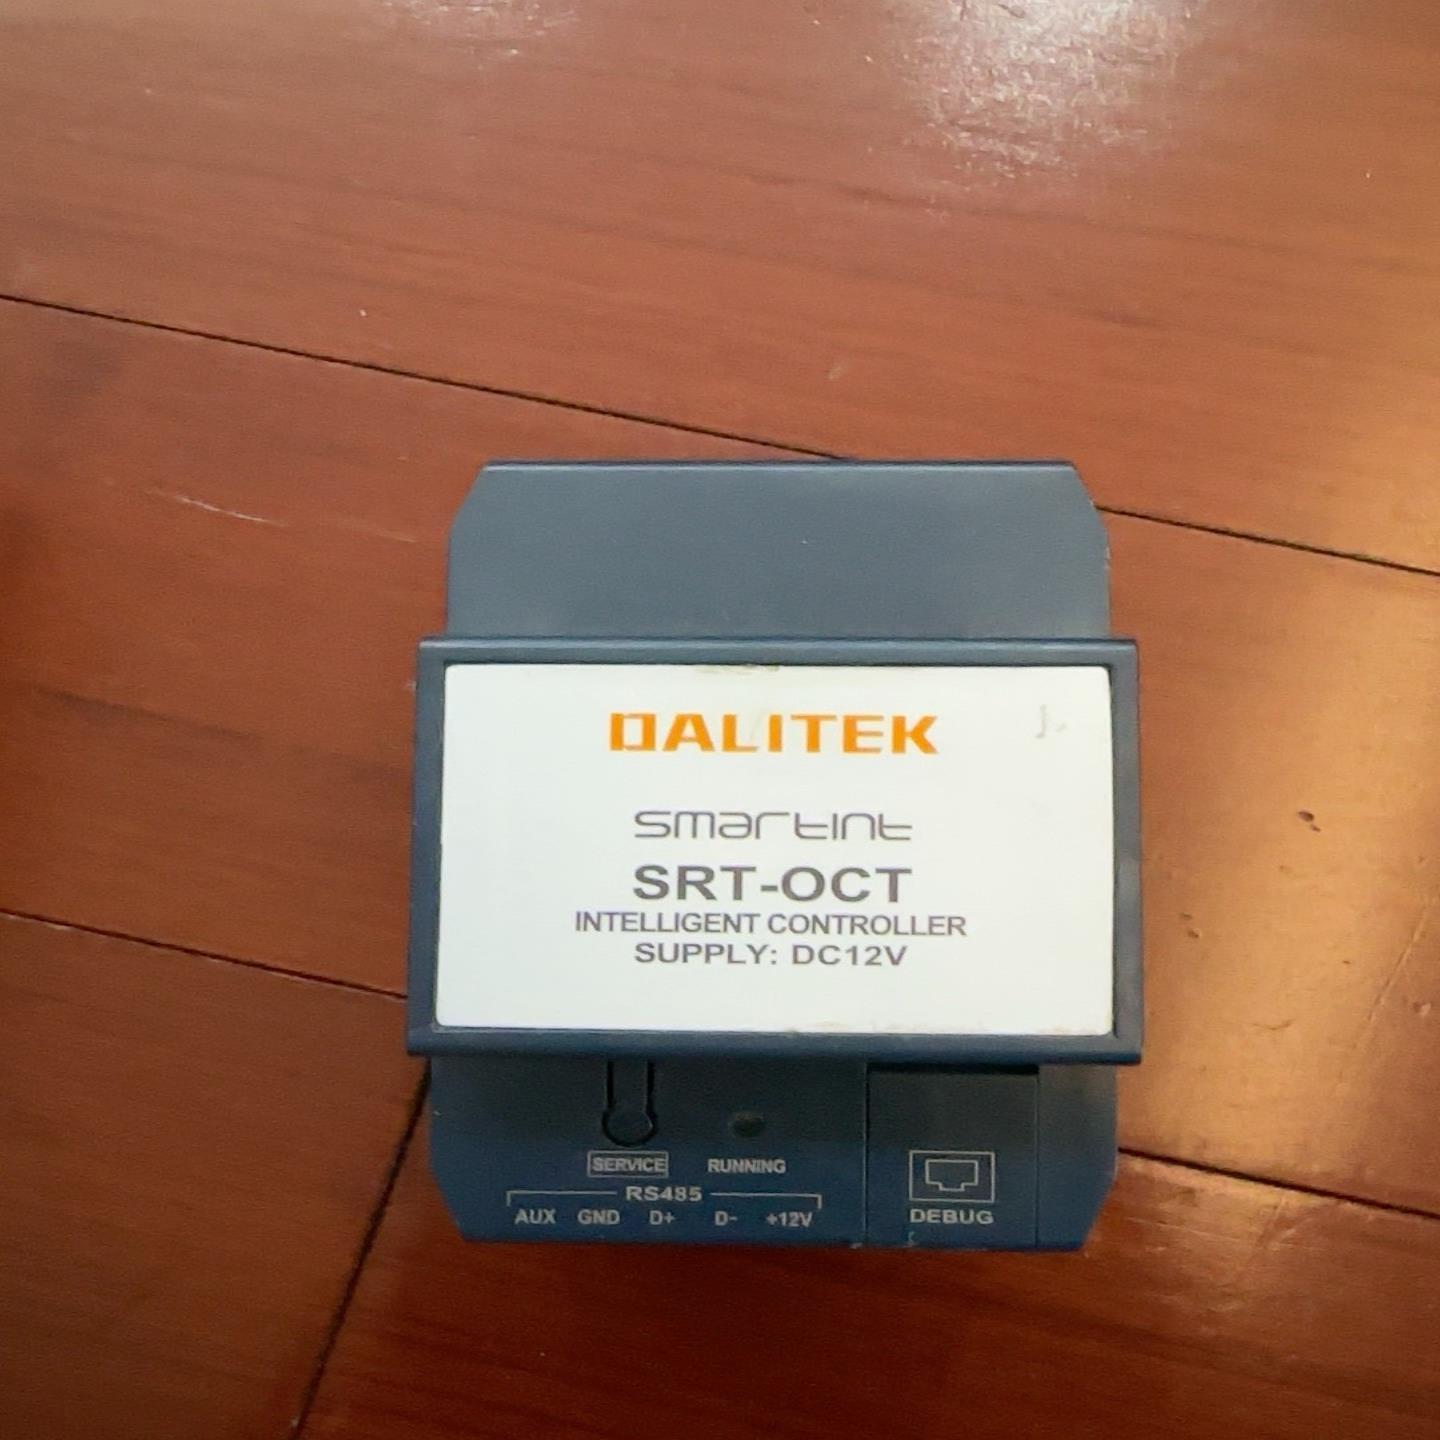 DALITEK
smartint
SRT-OCT
INTELLIGENT CONTROLLER
SUPPLY: DC12V
SERVICE RUNNING
RS485
AUX GND D+ D- +12V
DEBUG